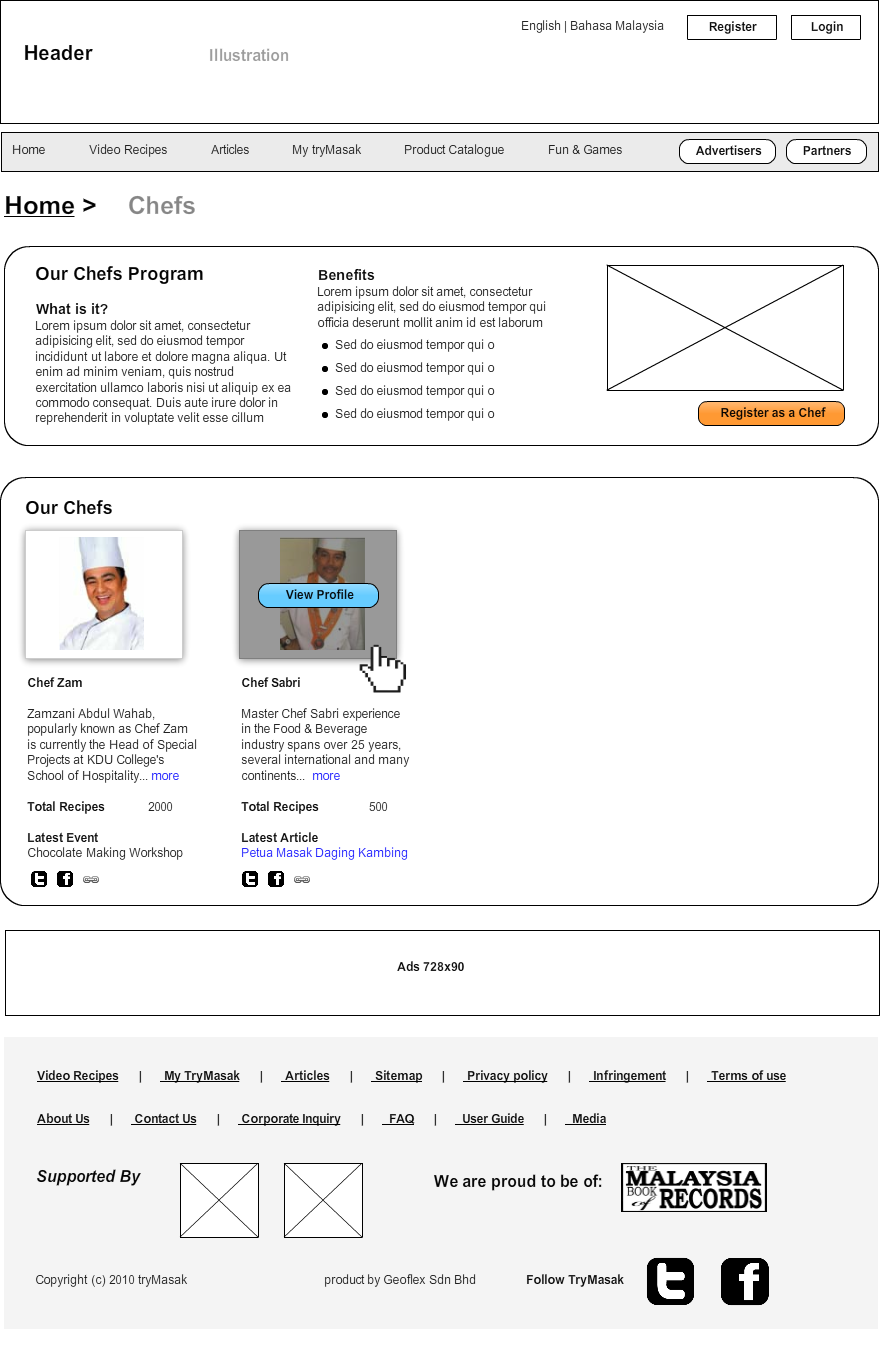 English | Bahasa Malaysia
Register
Login
Header
Illustration
Home
Video Recipes
Articles
My tryMasak
Product Catalogue
Fun & Games
Advertisers
Partners
Home >
Chefs
Our Chefs Program
What is it?
Lorem ipsum dolor sit amet, consectetur
adipisicing elit, sed do eiusmod tempor
incididunt ut labore et dolore magna aliqua. Ut
enim ad minim veniam, quis nostrud
exercitation ullamco laboris nisi ut aliquip ex ea
commodo consequat. Duis aute irure dolor in
reprehenderit in voluptate velit esse cillum
Benefits
Lorem ipsum dolor sit amet, consectetur
adipisicing elit, sed do eiusmod tempor qui
officia deserunt mollit anim id est laborum
Sed do eiusmod tempor qui o
Sed do eiusmod tempor qui o
Sed do eiusmod tempor qui o
Sed do eiusmod tempor qui o
Register as a Chef
Our Chefs
View Profile
Chef Zam
Zamzani Abdul Wahab,
popularly known as Chef Zam
is currently the Head of Special
Projects at KDU College's
School of Hospitality... more
Total Recipes 2000
Latest Event
Chocolate Making Workshop
Chef Sabri
Master Chef Sabri experience
in the Food & Beverage
industry spans over 25 years,
several international and many
continents... more
Total Recipes 500
Latest Article
Petua Masak Daging Kambing
Ads 728x90
Video Recipes | My TryMasak | Articles | Sitemap | Privacy policy | Infringement | Terms of use
About Us | Contact Us | Corporate Inquiry | FAQ | User Guide | Media
Supported By
We are proud to be of:
THE
MALAYSIA
BOOK of RECORDS
Copyright (c) 2010 tryMasak
product by Geoflex Sdn Bhd
Follow TryMasak